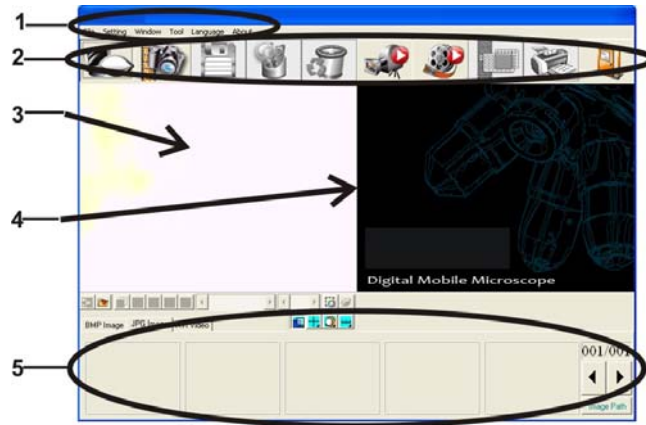 1
Setting Window Tool Language About
2
3
4
Digital Mobile Microscope
BMP Image JPG Image Video
5
001/001
Image Path